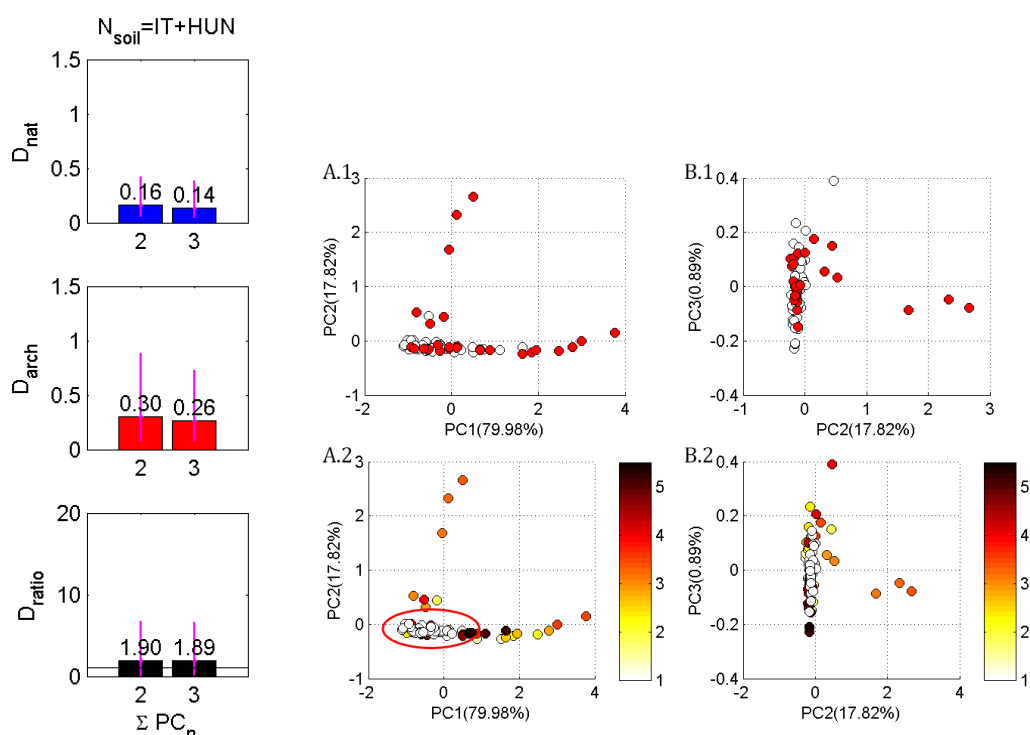 N_soil=IT+HUN
1.5
1
0.5
0
D_nat
0.16 0.14
2 3
1.5
1
0.5
0
D_arch
0.30 0.26
2 3
20
10
0
D_ratio
1.90 1.89
2 3
Σ PC_n
A.1
3
2
1
0
-1
PC2(17.82%)
-2 0 2 4
PC1(79.98%)
B.1
0.4
0.2
0
-0.2
-0.4
PC3(0.89%)
-1 0 1 2 3
PC2(17.82%)
A.2
3
2
1
0
-1
PC2(17.82%)
-2 0 2 4
PC1(79.98%)
5
4
3
2
1
B.2
0.4
0.2
0
-0.2
-0.4
PC3(0.89%)
-2 0 2 4
PC2(17.82%)
5
4
3
2
1